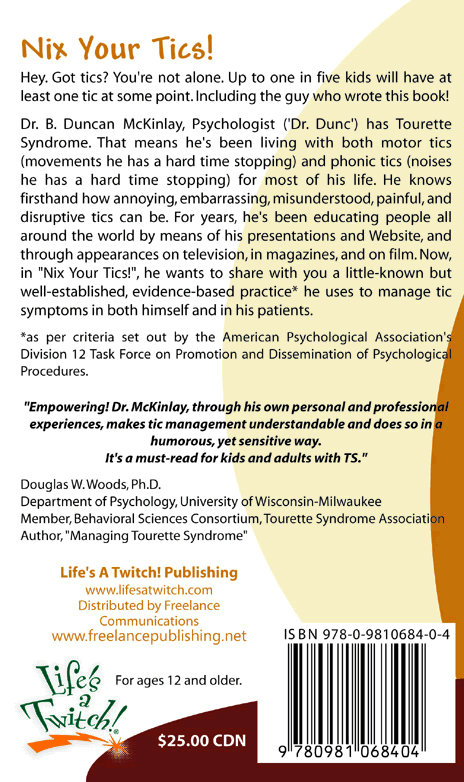 Nix Your Tics!
Hey. Got tics? You're not alone. Up to one in five kids will have at
least one tic at some point. Including the guy who wrote this book!
Dr. B. Duncan McKinlay, Psychologist ('Dr. Dunc') has Tourette
Syndrome. That means he's been living with both motor tics
(movements he has a hard time stopping) and phonic tics (noises
he has a hard time stopping) for most of his life. He knows
firsthand how annoying, embarrassing, misunderstood, painful, and
disruptive tics can be. For years, he's been educating people all
around the world by means of his presentations and Website, and
through appearances on television, in magazines, and on film. Now,
in "Nix Your Tics!", he wants to share with you a little-known but
well-established, evidence-based practice* he uses to manage tic
symptoms in both himself and in his patients.
*as per criteria set out by the American Psychological Association's
Division 12 Task Force on Promotion and Dissemination of Psychological
Procedures.
"Empowering! Dr. McKinlay, through his own personal and professional
experiences, makes tic management understandable and does so in a
humorous, yet sensitive way.
It's a must-read for kids and adults with TS."
Douglas W. Woods, Ph.D.
Department of Psychology, University of Wisconsin-Milwaukee
Member, Behavioral Sciences Consortium, Tourette Syndrome Association
Author, "Managing Tourette Syndrome"
Life's A Twitch! Publishing
www.lifesatwitch.com
Distributed by Freelance
Communications
www.freelancepublishing.net
ISBN 978-0-9810684-0-4
9 780981 068404
Life's
a
Twitch!®
For ages 12 and older.
$25.00 CDN